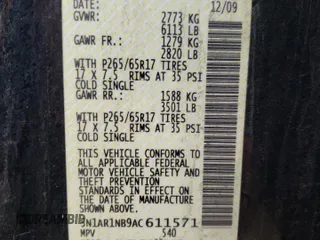 12/09
GVWR: 2773 KG
6113 LB
GAWR FR.: 1279 KG
2820 LB
WITH P265/65R17 TIRES
17 X 7.5 RIMS AT 35 PSI
COLD SINGLE
GAWR RR.: 1588 KG
3501 LB
WITH P265/65R17 TIRES
17 X 7.5 RIMS AT 35 PSI
COLD SINGLE
THIS VEHICLE CONFORMS TO
ALL APPLICABLE FEDERAL
MOTOR VEHICLE SAFETY AND
THEFT PREVENTION
STANDARDS IN EFFECT ON
THE DATE OF MANUFACTURE
SHOWN ABOVE.
5N1AR1NB9AC611571
MPV 540